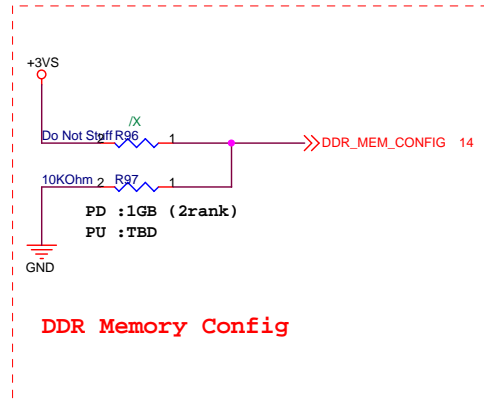 +3VS
/X
Do Not Stuff 2 R96 1
DDR_MEM_CONFIG 14
10KOhm 2 R97 1
PD :1GB (2rank)
PU :TBD
GND
DDR Memory Config